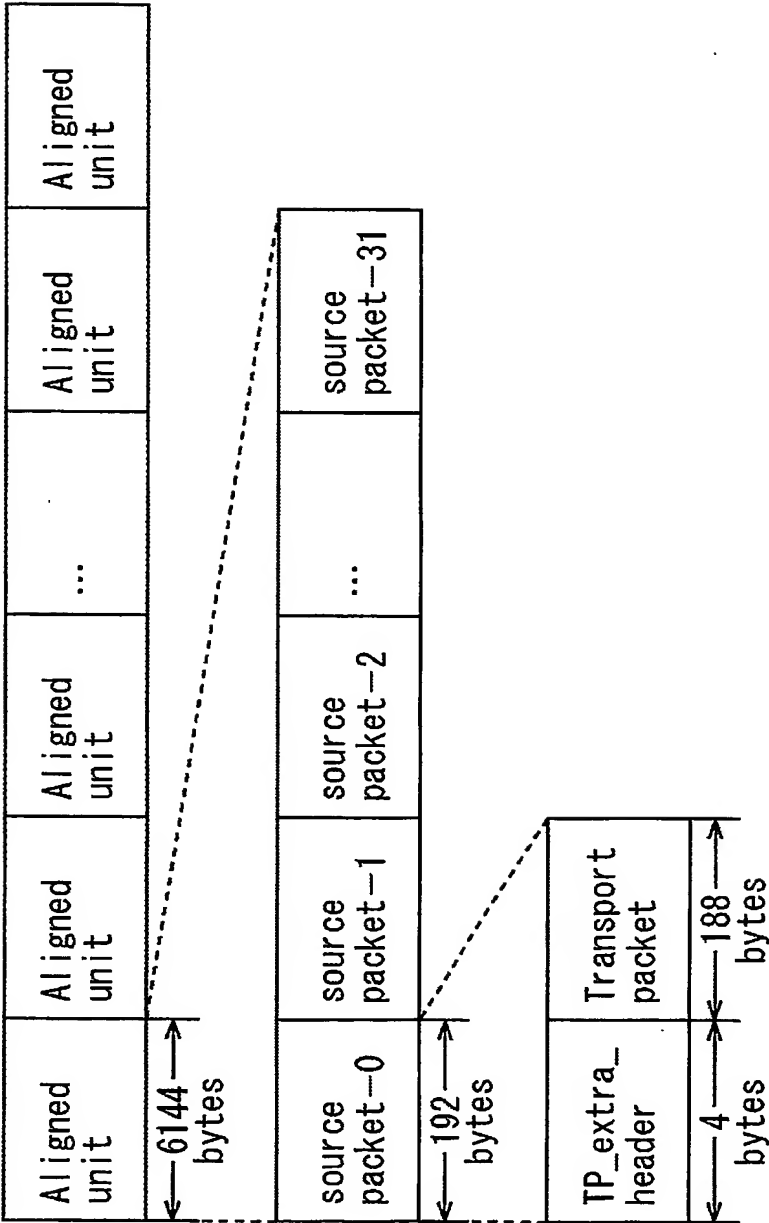 Aligned
unit
Aligned
unit
Aligned
unit
...
Aligned
unit
Aligned
unit
6144
bytes
source
packet-0
source
packet-1
source
packet-2
...
source
packet-31
192
bytes
TP_extra_
header
Transport
packet
4
bytes
188
bytes